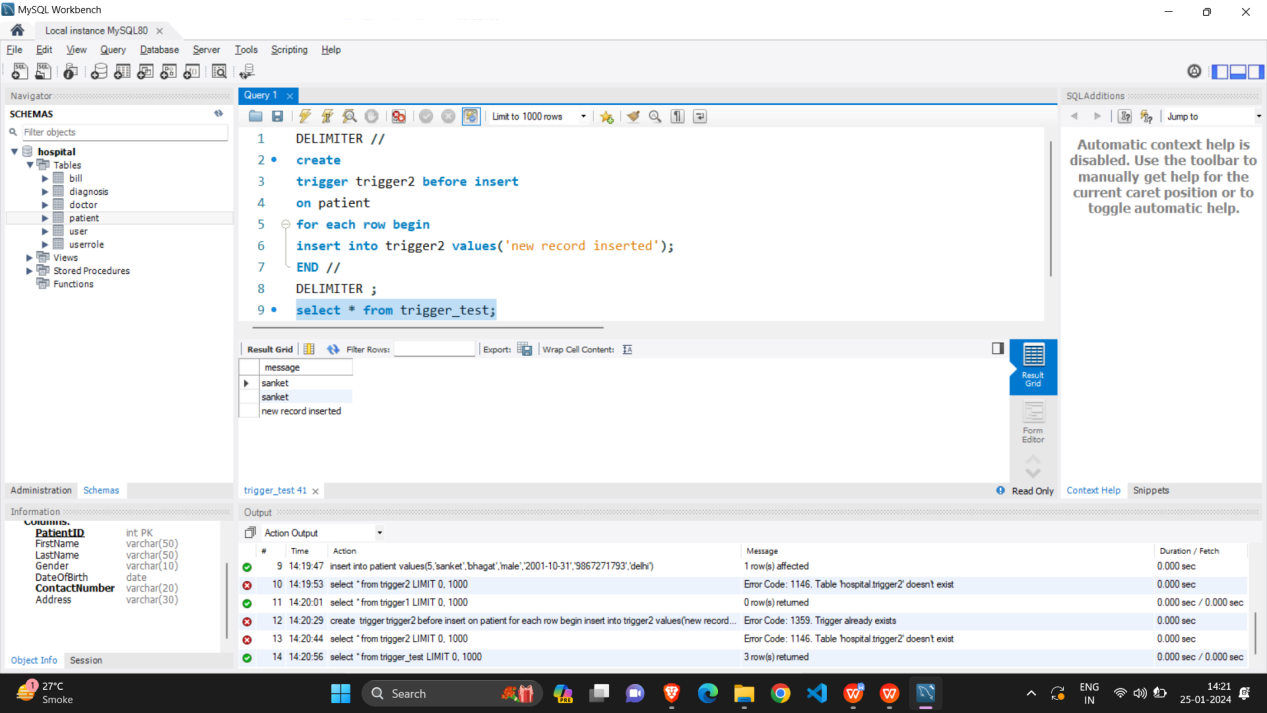 MySQL Workbench
Local instance MySQL80
File Edit View Query Database Server Tools Scripting Help
Navigator
SCHEMAS
Filter objects
hospital
Tables
bill
diagnosis
doctor
patient
user
userrole
Views
Stored Procedures
Functions
Administration Schemas
Information
Columns:
PatientID int PK
FirstName varchar(50)
LastName varchar(50)
Gender varchar(10)
DateOfBirth date
ContactNumber varchar(20)
Address varchar(30)
Object Info Session
Query 1
Limit to 1000 rows
1 DELIMITER //
2 create
3 trigger trigger2 before insert
4 on patient
5 for each row begin
6 insert into trigger2 values('new record inserted');
7 END //
8 DELIMITER ;
9 select * from trigger_test;
Result Grid Filter Rows: Export: Wrap Cell Content:
message
sanket
sanket
new record inserted
Result
Grid
Form
Editor
trigger_test 41
Read Only
SQLAdditions
Jump to
Automatic context help is
disabled. Use the toolbar to
manually get help for the
current caret position or to
toggle automatic help.
Context Help Snippets
Output
Action Output
# Time Action Message Duration / Fetch
9 14:19:47 insert into patient values(5,'sanket','bhagat','male','2001-10-31','9867271793','delhi') 1 row(s) affected 0.000 sec
10 14:19:53 select * from trigger2 LIMIT 0, 1000 Error Code: 1146. Table 'hospital.trigger2' doesn't exist 0.000 sec
11 14:20:01 select * from trigger1 LIMIT 0, 1000 0 row(s) returned 0.000 sec / 0.000 sec
12 14:20:29 create trigger trigger2 before insert on patient for each row begin insert into trigger2 values('new record... Error Code: 1359. Trigger already exists 0.000 sec
13 14:20:44 select * from trigger2 LIMIT 0, 1000 Error Code: 1146. Table 'hospital.trigger2' doesn't exist 0.000 sec
14 14:20:56 select * from trigger_test LIMIT 0, 1000 3 row(s) returned 0.000 sec / 0.000 sec
1
27°C
Smoke
Search
PRE
ENG
IN
14:21
25-01-2024